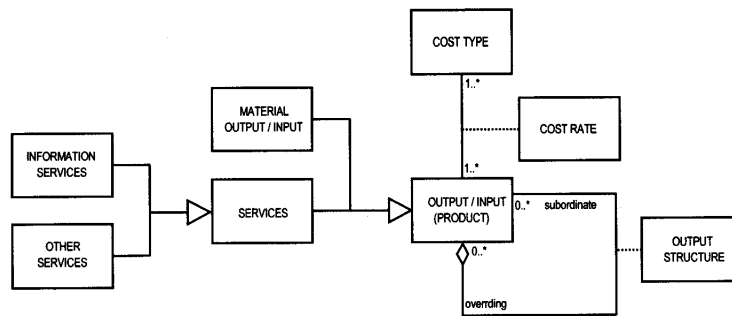 COST TYPE
1..*
MATERIAL
OUTPUT / INPUT
COST RATE
INFORMATION
SERVICES
1..*
SERVICES
OUTPUT / INPUT
(PRODUCT)
0..*
subordinate
OTHER
SERVICES
0..*
OUTPUT
STRUCTURE
overrding